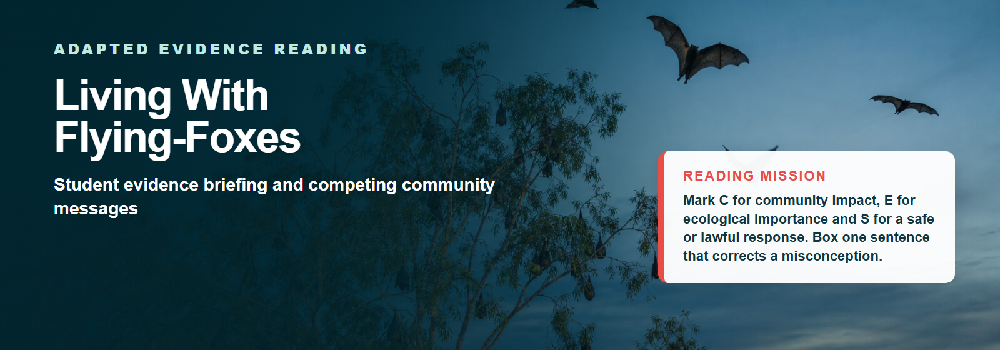 ADAPTED EVIDENCE READING
Living With
Flying-Foxes
Student evidence briefing and competing community
messages
READING MISSION
Mark C for community impact, E for
ecological importance and S for a safe
or lawful response. Box one sentence
that corrects a misconception.